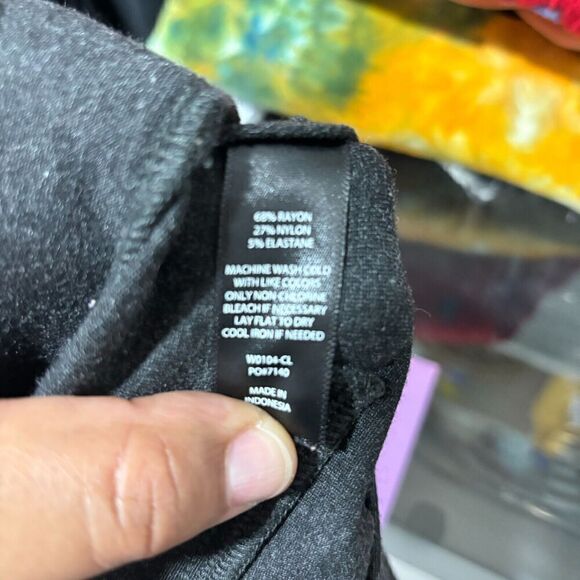 68% RAYON
27% NYLON
5% ELASTANE
MACHINE WASH COLD
WITH LIKE COLORS
ONLY NON CHLORINE
BLEACH IF NECESSARY
LAY FLAT TO DRY
COOL IRON IF NEEDED
W0104-CL
PO#7140
MADE IN
INDONESIA